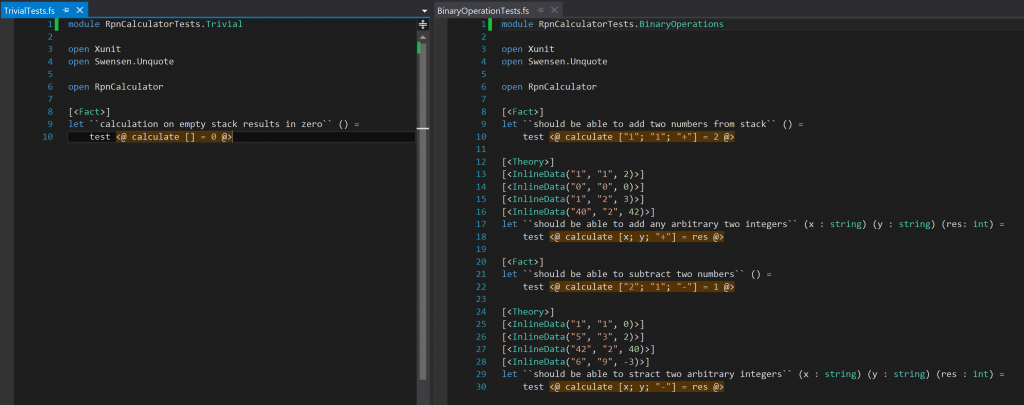 TrivialTests.fs
1 module RpnCalculatorTests.Trivial
2
3 open Xunit
4 open Swensen.Unquote
5
6 open RpnCalculator
7
8 [<Fact>]
9 let ``calculation on empty stack results in zero`` () =
10 test <@ calculate [] = 0 @>
BinaryOperationTests.fs
1 module RpnCalculatorTests.BinaryOperations
2
3 open Xunit
4 open Swensen.Unquote
5
6 open RpnCalculator
7
8 [<Fact>]
9 let ``should be able to add two numbers from stack`` () =
10 test <@ calculate ["1"; "1"; "+"] = 2 @>
11
12 [<Theory>]
13 [<InlineData("1", "1", 2)>]
14 [<InlineData("0", "0", 0)>]
15 [<InlineData("1", "2", 3)>]
16 [<InlineData("40", "2", 42)>]
17 let ``should be able to add any arbitrary two integers`` (x : string) (y : string) (res: int) =
18 test <@ calculate [x; y; "+"] = res @>
19
20 [<Fact>]
21 let ``should be able to subtract two numbers`` () =
22 test <@ calculate ["2"; "1"; "-"] = 1 @>
23
24 [<Theory>]
25 [<InlineData("1", "1", 0)>]
26 [<InlineData("5", "3", 2)>]
27 [<InlineData("42", "2", 40)>]
28 [<InlineData("6", "9", -3)>]
29 let ``should be able to stract two arbitrary integers`` (x : string) (y : string) (res : int) =
30 test <@ calculate [x; y; "-"] = res @>